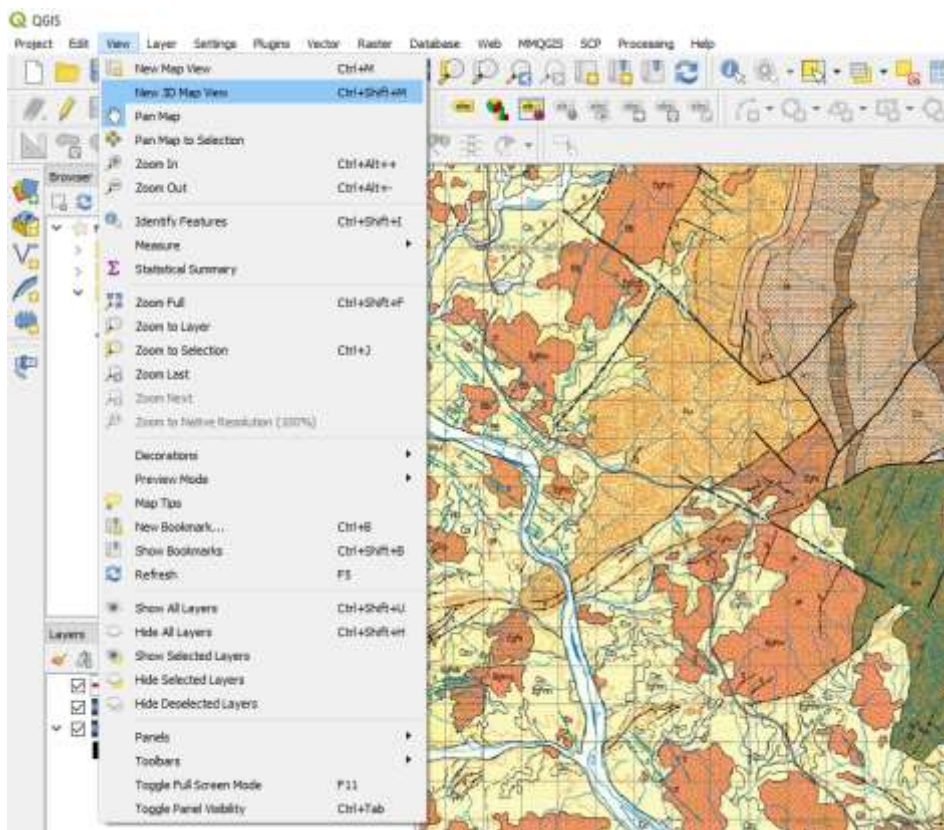 QGIS
Project Edit View Layer Settings Plugins Vector Raster Database Web MMQGIS SCP Processing Help
New Map View Ctrl+M
New 3D Map View Ctrl+Shift+M
Pan Map
Pan Map to Selection
Zoom In Ctrl+Alt++
Zoom Out Ctrl+Alt+-
Browser
Identify Features Ctrl+Shift+I
Measure
Statistical Summary
Zoom Full Ctrl+Shift+F
Zoom to Layer
Zoom to Selection Ctrl+J
Zoom Last
Zoom Next
Zoom to Native Resolution (100%)
Decorations
Preview Mode
Map Tips
New Bookmark... Ctrl+B
Show Bookmarks Ctrl+Shift+B
Refresh F5
Show All Layers Ctrl+Shift+U
Layers
Hide All Layers Ctrl+Shift+H
Show Selected Layers
Hide Selected Layers
Hide Deselected Layers
Panels
Toolbars
Toggle Full Screen Mode F11
Toggle Panel Visibility Ctrl+Tab